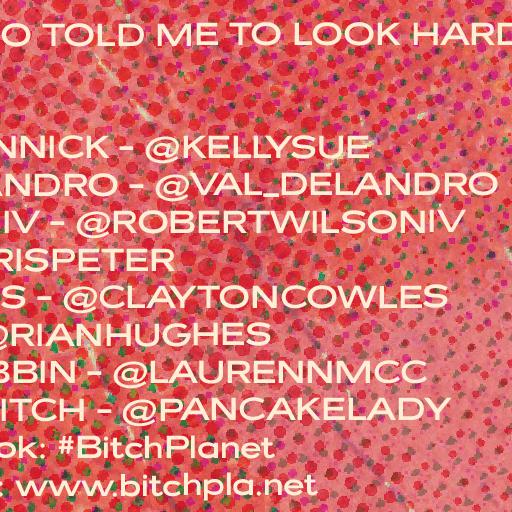 O TOLD ME TO LOOK HARD
NNICK - @KELLYSUE
ANDRO - @VAL_DELANDRO
IV - @ROBERTWILSONIV
RISPETER
S - @CLAYTONCOWLES
@RIANHUGHES
BBIN - @LAURENNMCC
ITCH - @PANCAKELADY
ok: #BitchPlanet
: www.bitchpla.net